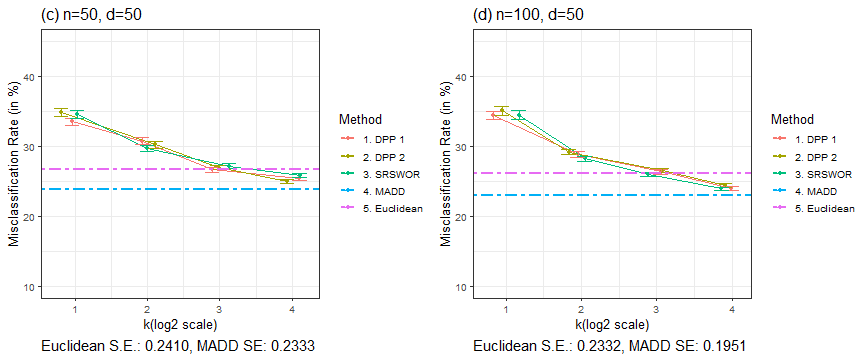 (c) n=50, d=50
Misclassification Rate (in %)
40
30
20
10
1 2 3 4
k(log2 scale)
Euclidean S.E.: 0.2410, MADD SE: 0.2333
Method
1. DPP 1
2. DPP 2
3. SRSWOR
4. MADD
5. Euclidean
(d) n=100, d=50
Misclassification Rate (in %)
40
30
20
10
1 2 3 4
k(log2 scale)
Euclidean S.E.: 0.2332, MADD SE: 0.1951
Method
1. DPP 1
2. DPP 2
3. SRSWOR
4. MADD
5. Euclidean